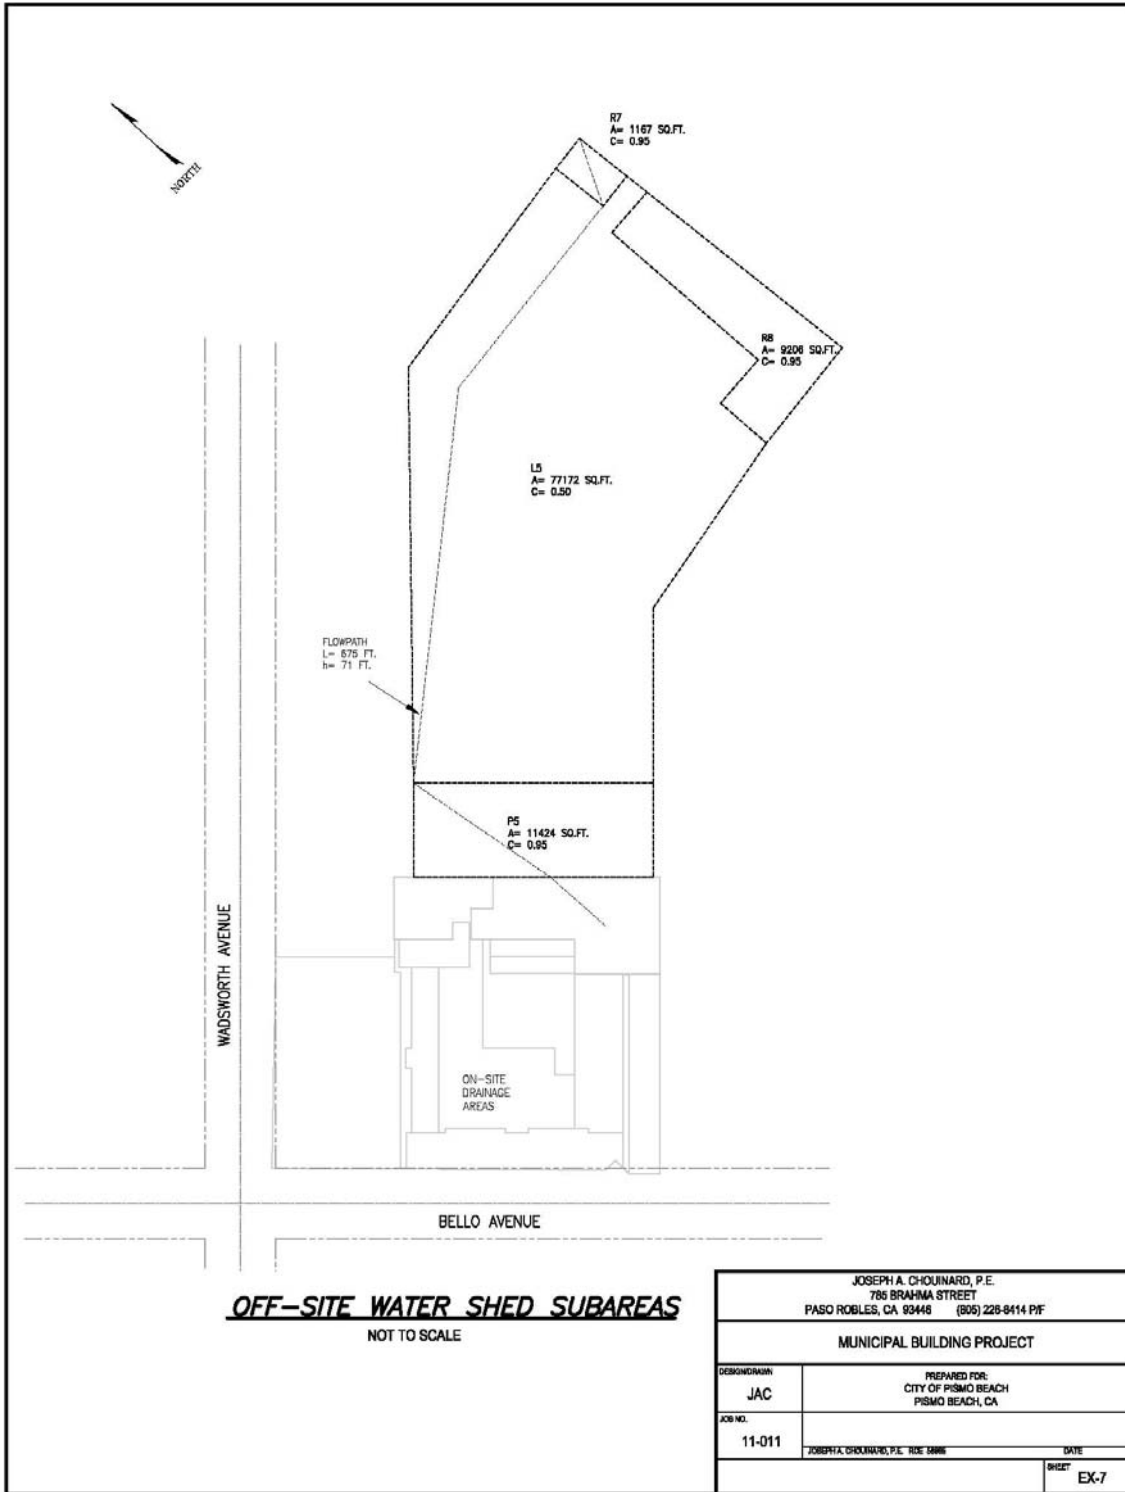 NORTH
R7
A= 1167 SQ.FT.
C= 0.95
R8
A= 9206 SQ.FT.
C= 0.95
L5
A= 77172 SQ.FT.
C= 0.50
FLOWPATH
L= 675 FT.
h= 71 FT.
P5
A= 11424 SQ.FT.
C= 0.95
WADSWORTH AVENUE
ON-SITE
DRAINAGE
AREAS
BELLO AVENUE
OFF-SITE WATER SHED SUBAREAS
NOT TO SCALE
JOSEPH A. CHOUINARD, P.E.
785 BRAHMA STREET
PASO ROBLES, CA 93446 (805) 226-8414 P/F
MUNICIPAL BUILDING PROJECT
DESIGN/DRAWN
JAC
PREPARED FOR:
CITY OF PISMO BEACH
PISMO BEACH, CA
JOB NO.
11-011
JOSEPH A. CHOUINARD, P.E. RCE
DATE
SHEET
EX-7